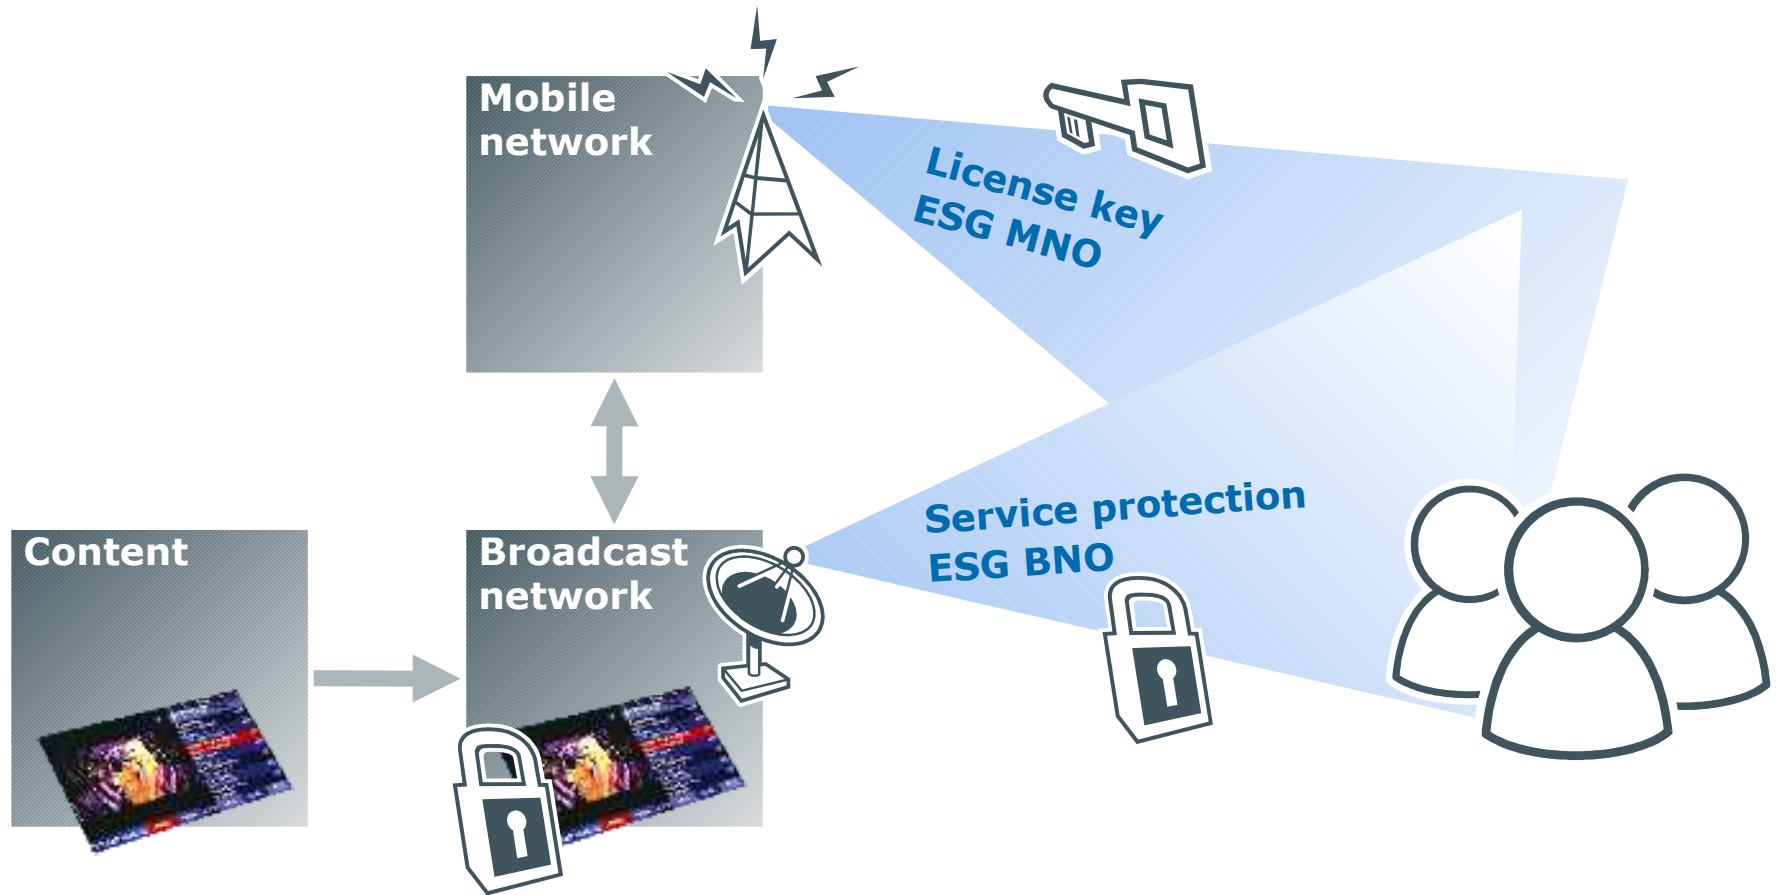 Mobile
network
License key
ESG MNO
Content
Broadcast
network
Service protection
ESG BNO